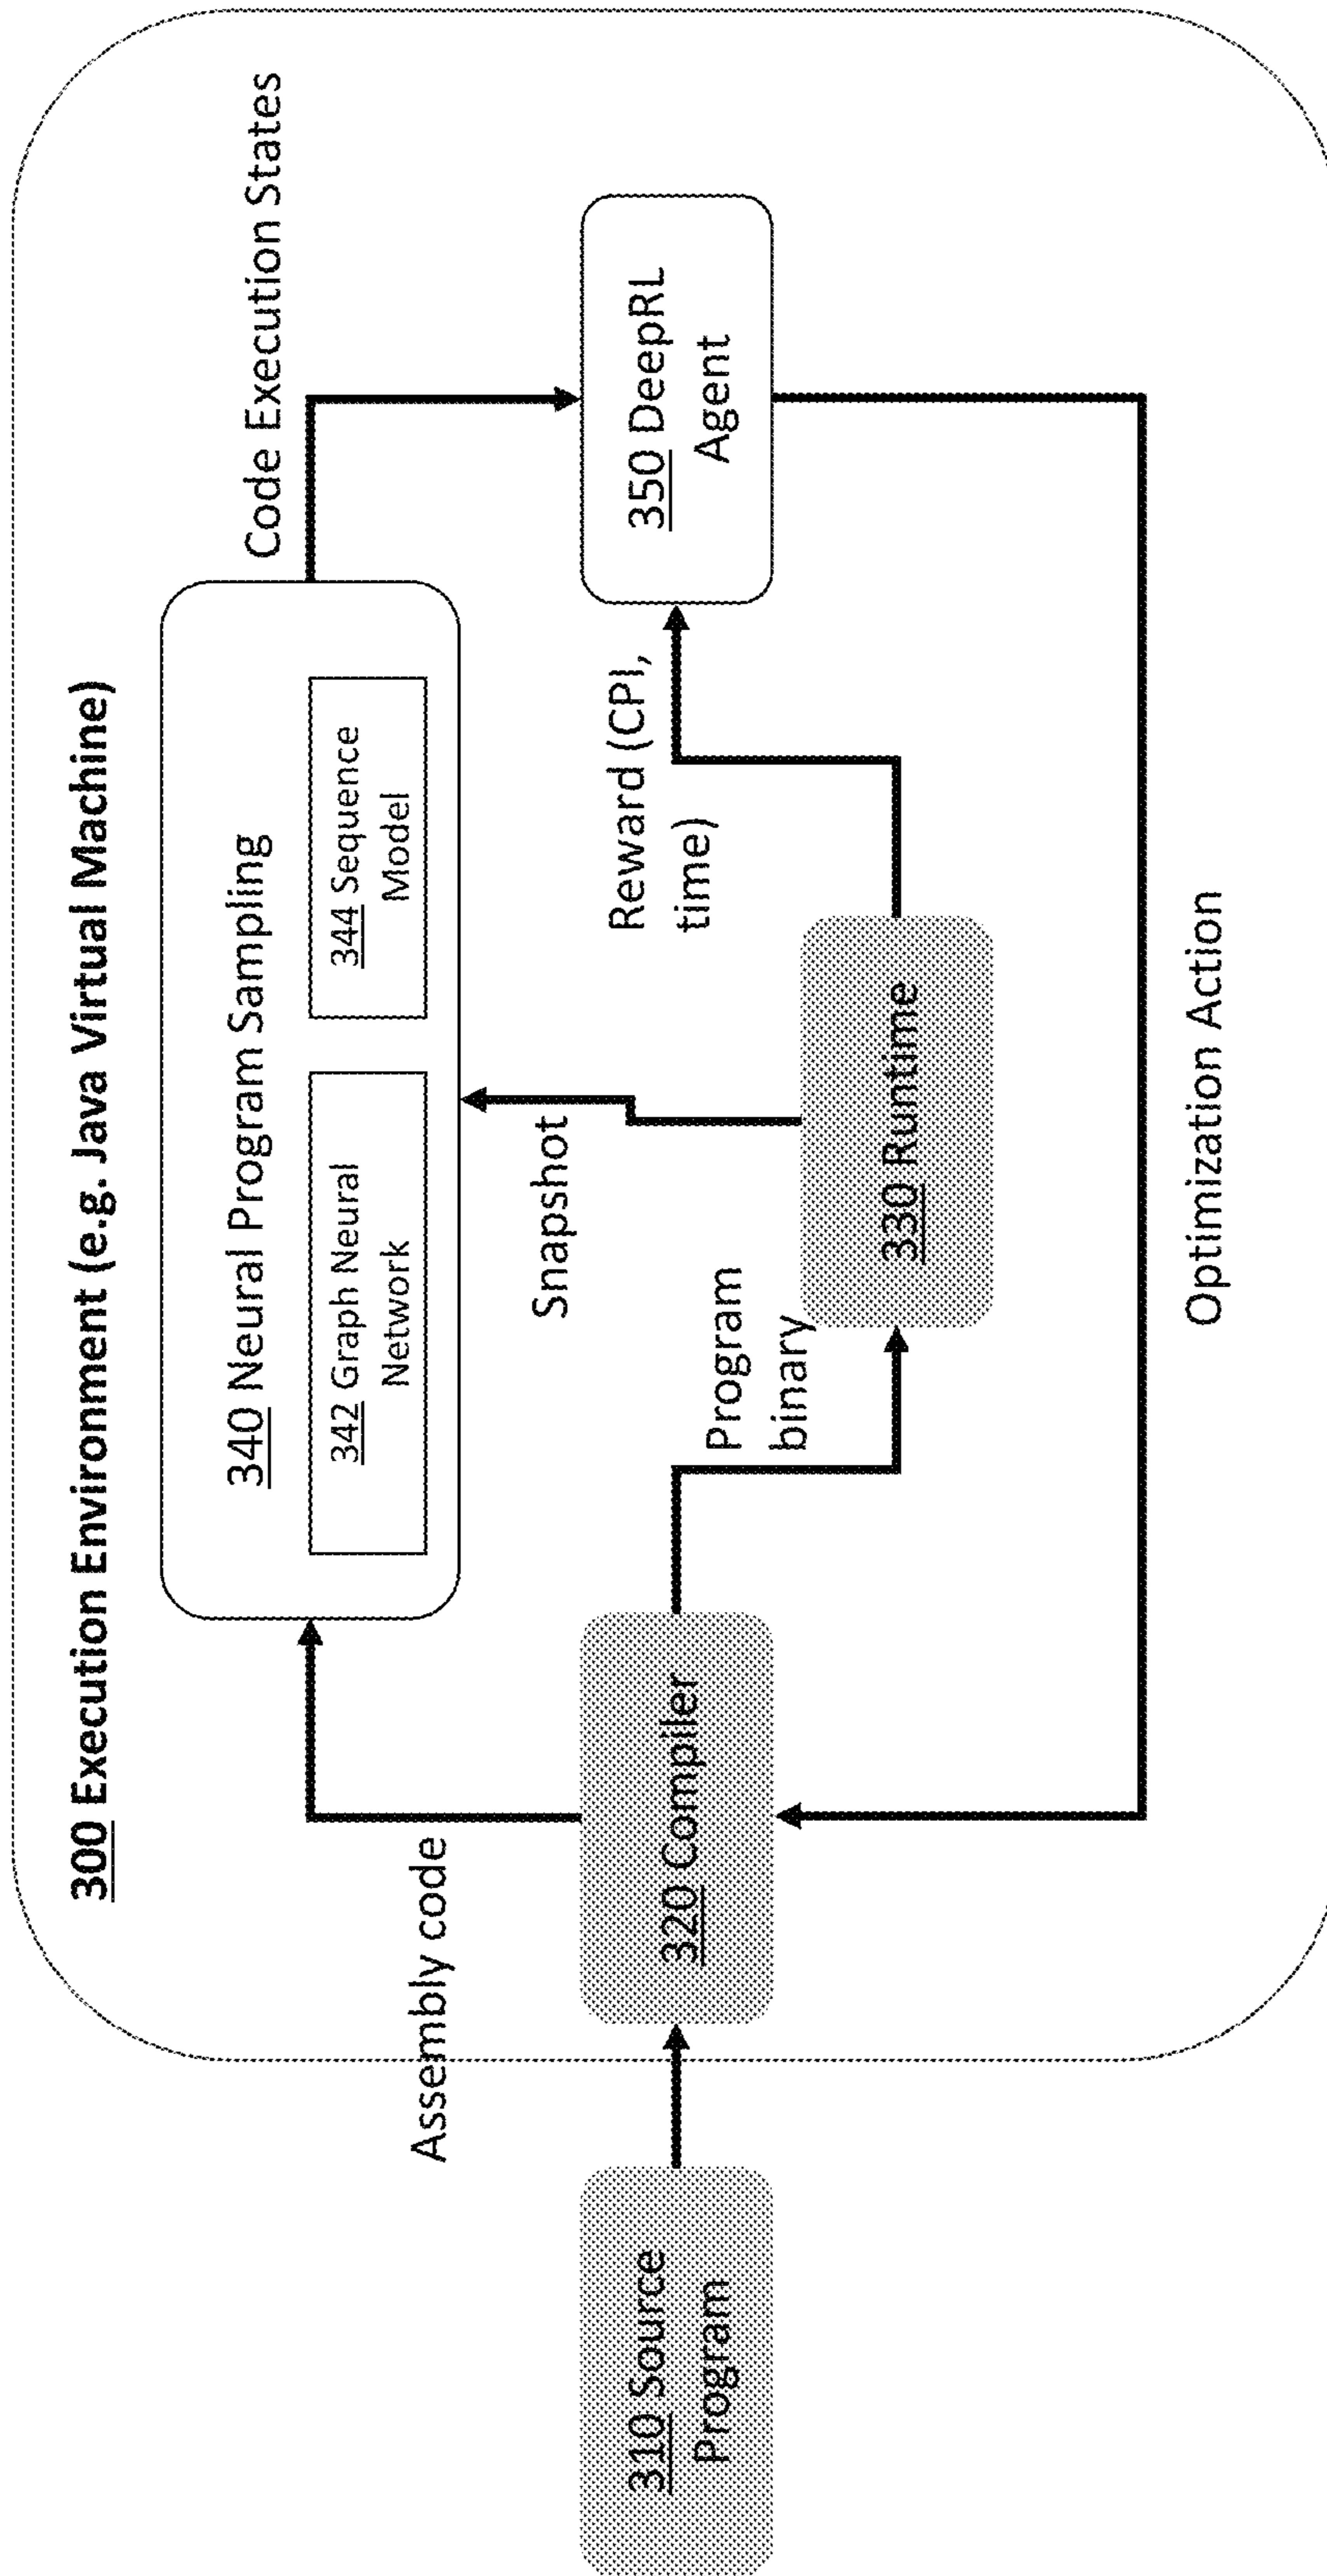 300 Execution Environment (e.g. Java Virtual Machine)
Code Execution States
340 Neural Program Sampling
342 Graph Neural
Network
344 Sequence
Model
Assembly code
Snapshot
Reward (CPI,
time)
350 DeepRL
Agent
310 Source
Program
320 Compiler
Program
binary
330 Runtime
Optimization Action